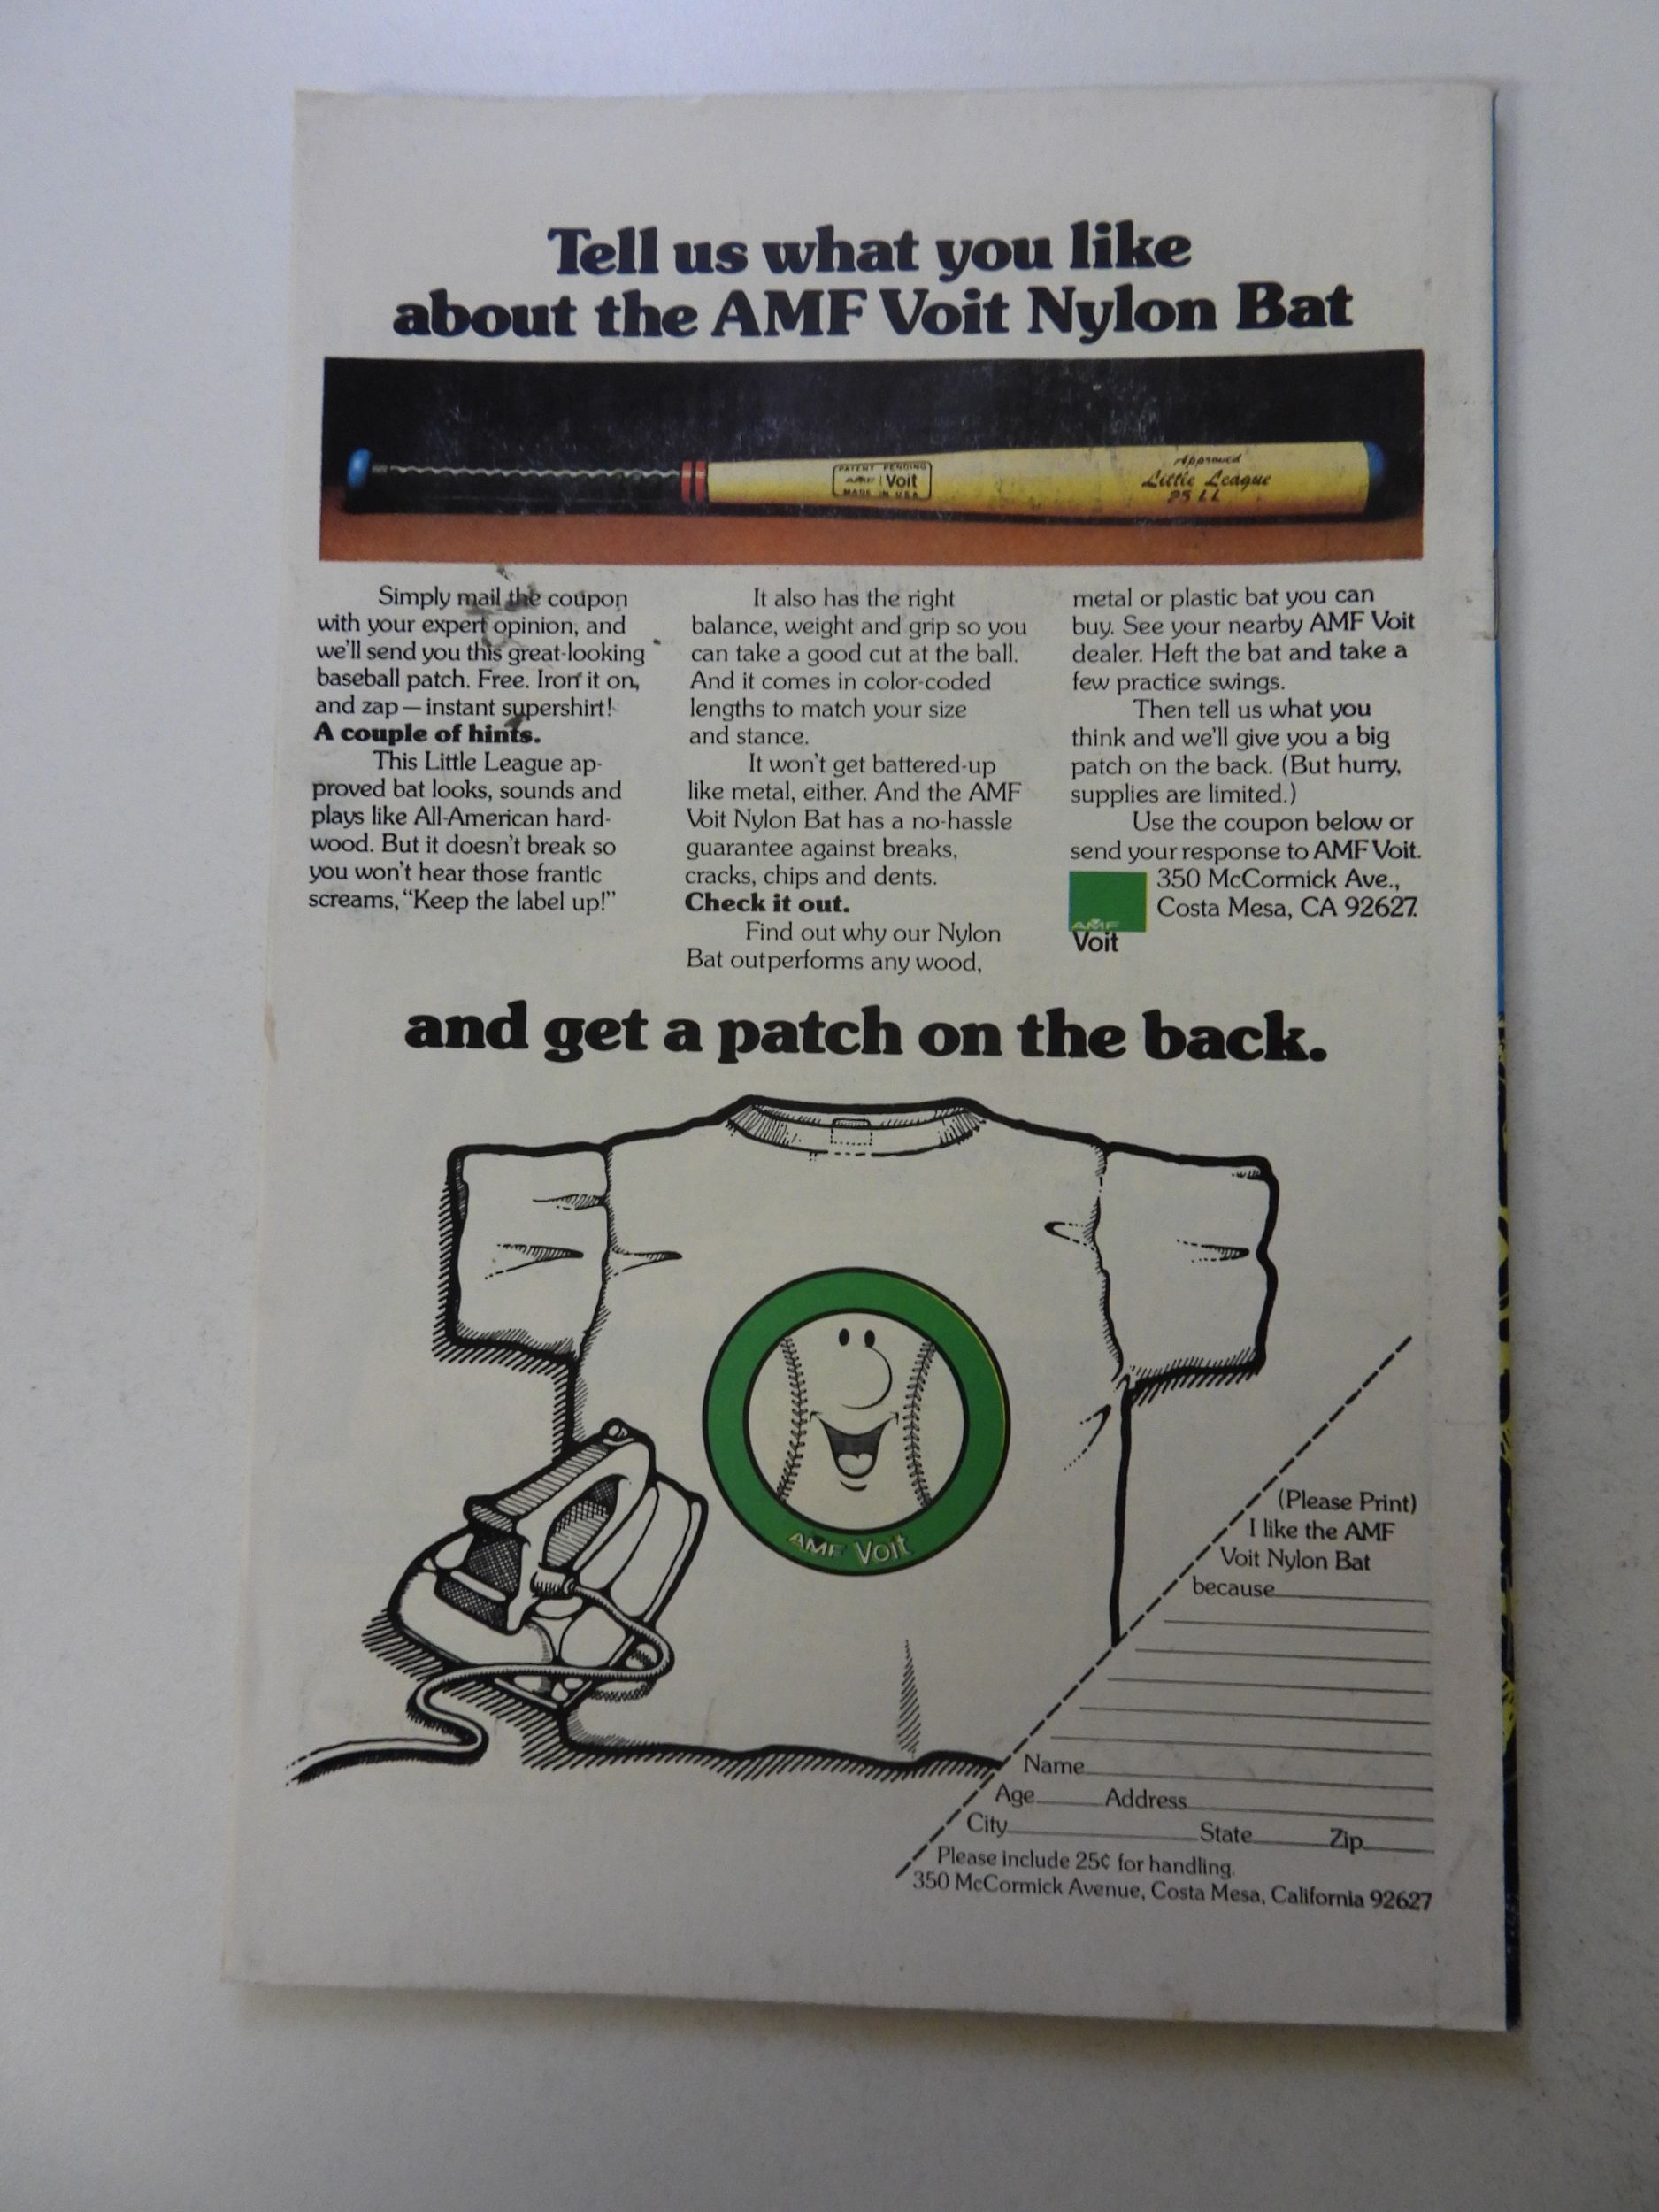 Tell us what you like
about the AMF Voit Nylon Bat
PATENT PENDING
AMF | Voit
MADE IN U.S.A.
Approved
Little League
Simply mail the coupon
with your expert opinion, and
we'll send you this great-looking
baseball patch. Free. Iron it on,
and zap — instant supershirt!
A couple of hints.
This Little League ap-
proved bat looks, sounds and
plays like All-American hard-
wood. But it doesn't break so
you won't hear those frantic
screams, "Keep the label up!"
It also has the right
balance, weight and grip so you
can take a good cut at the ball.
And it comes in color-coded
lengths to match your size
and stance.
It won't get battered-up
like metal, either. And the AMF
Voit Nylon Bat has a no-hassle
guarantee against breaks,
cracks, chips and dents.
Check it out.
Find out why our Nylon
Bat outperforms any wood,
metal or plastic bat you can
buy. See your nearby AMF Voit
dealer. Heft the bat and take a
few practice swings.
Then tell us what you
think and we'll give you a big
patch on the back. (But hurry,
supplies are limited.)
Use the coupon below or
send your response to AMF Voit.
350 McCormick Ave.,
Costa Mesa, CA 92627.
AMF
Voit
and get a patch on the back.
AMF Voit
(Please Print)
I like the AMF
Voit Nylon Bat
because
Name
Age Address
City State Zip
Please include 25¢ for handling.
350 McCormick Avenue, Costa Mesa, California 92627